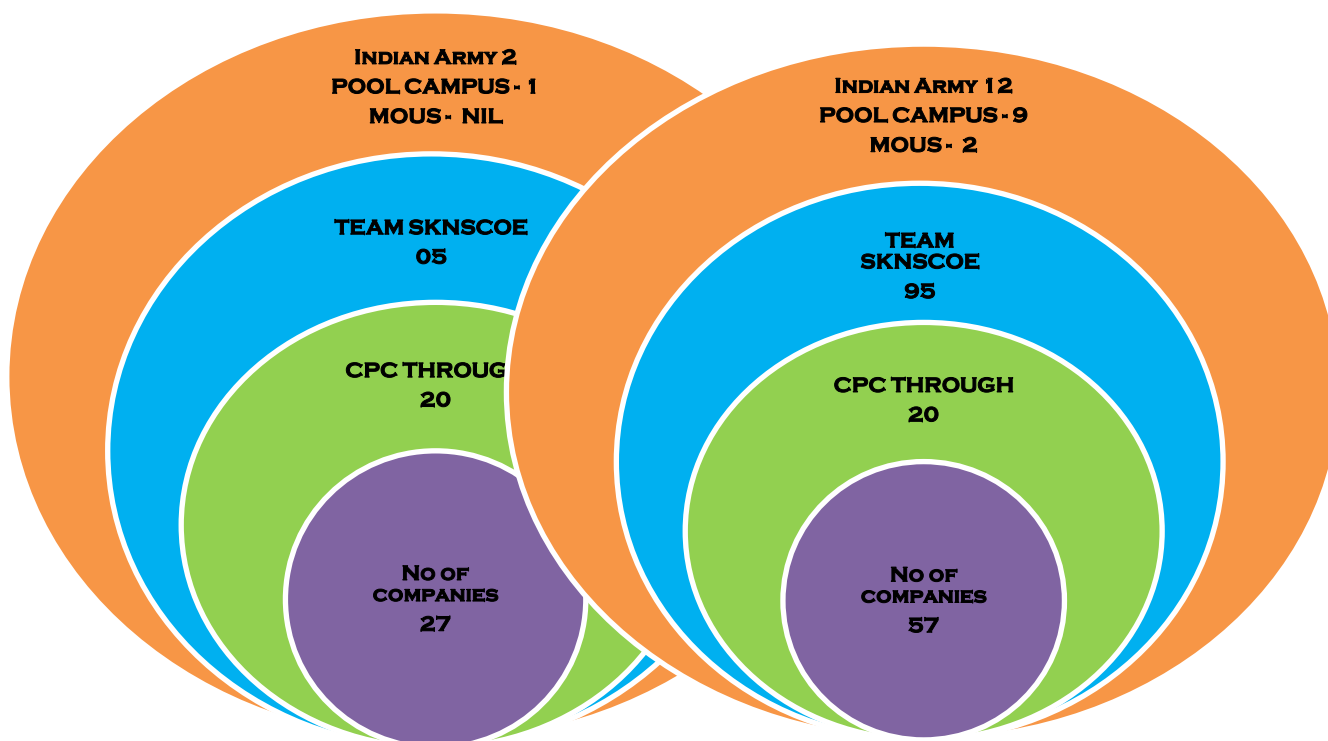 Indian Army 2
POOL CAMPUS - 1
MOUS - NIL
TEAM SKNSCOE
05
CPC THROUG
20
No of
companies
27
Indian Army 12
POOL CAMPUS - 9
MOUS - 2
TEAM
SKNSCOE
95
CPC THROUGH
20
No of
companies
57